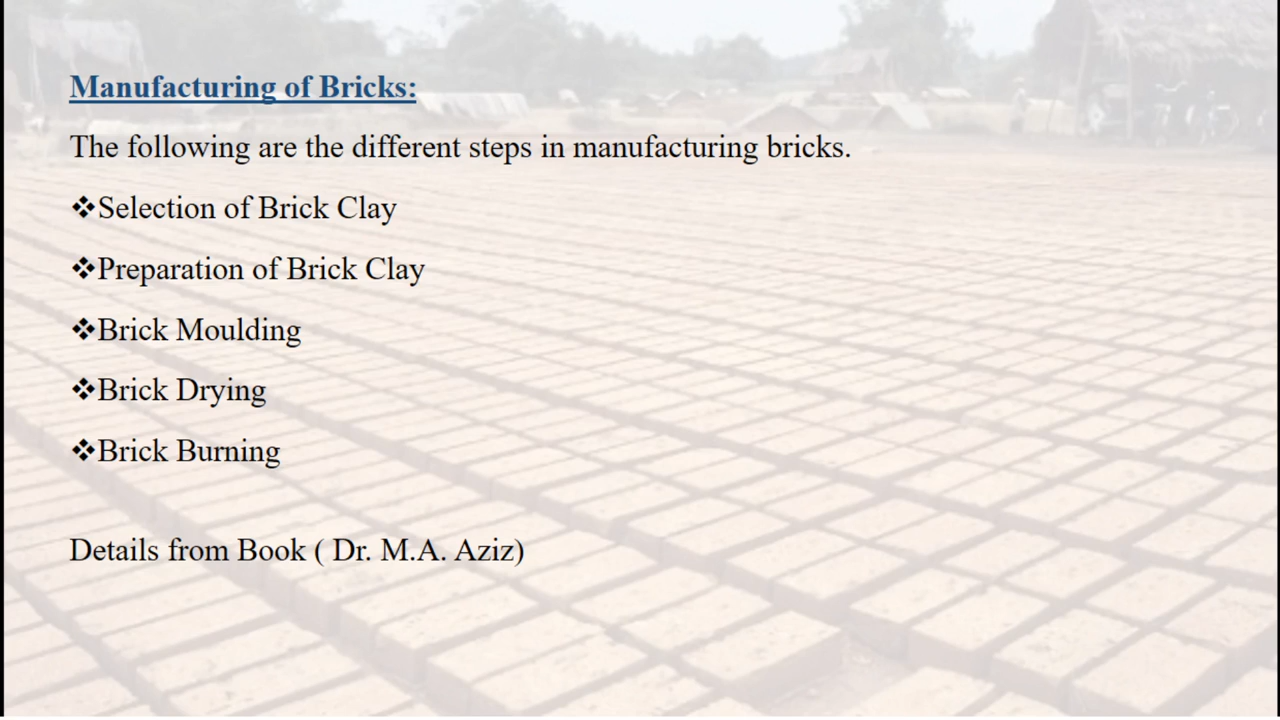 Manufacturing of Bricks:
The following are the different steps in manufacturing bricks.
❖Selection of Brick Clay
❖Preparation of Brick Clay
❖Brick Moulding
❖Brick Drying
❖Brick Burning
Details from Book ( Dr. M.A. Aziz)